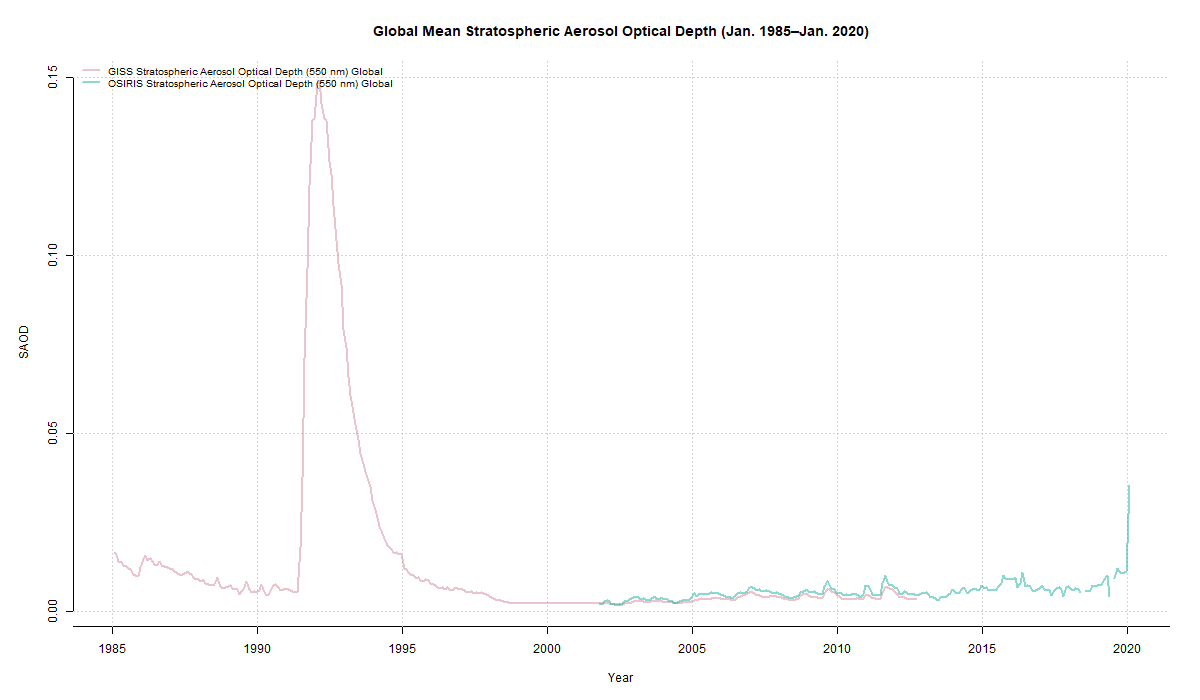 Global Mean Stratospheric Aerosol Optical Depth (Jan. 1985–Jan. 2020)
GISS Stratospheric Aerosol Optical Depth (550 nm) Global
OSIRIS Stratospheric Aerosol Optical Depth (550 nm) Global
0.15
0.10
0.05
0.00
SAOD
1985 1990 1995 2000 2005 2010 2015 2020
Year